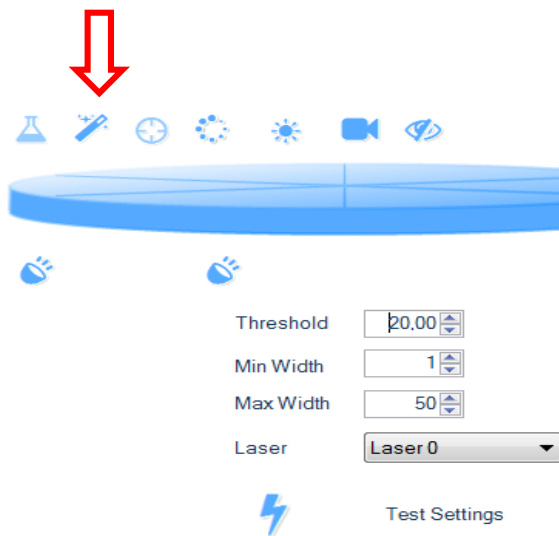 Threshold 20,00
Min Width 1
Max Width 50
Laser Laser 0
Test Settings